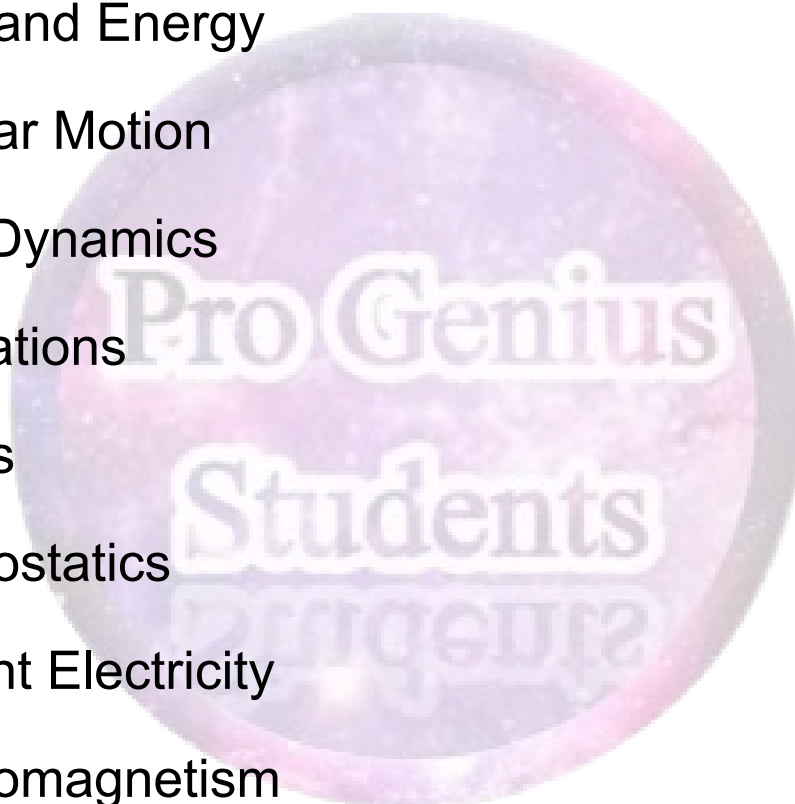 and Energy
ar Motion
Dynamics
Pro Genius
ations
s
Students
ostatics
nt Electricity
omagnetism